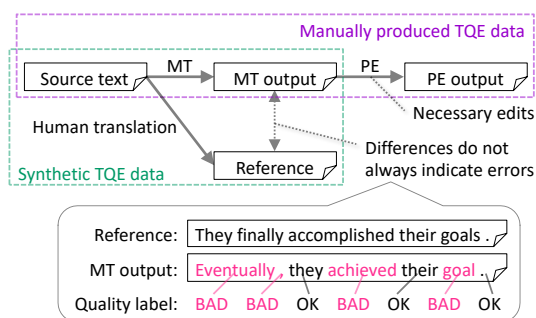 Manually produced TQE data
MT
PE
Source text
MT output
PE output
Necessary edits
Human translation
Differences do not
always indicate errors
Reference
Synthetic TQE data
Reference: They finally accomplished their goals .
MT output: Eventually , they achieved their goal .
Quality label: BAD BAD OK BAD OK BAD OK